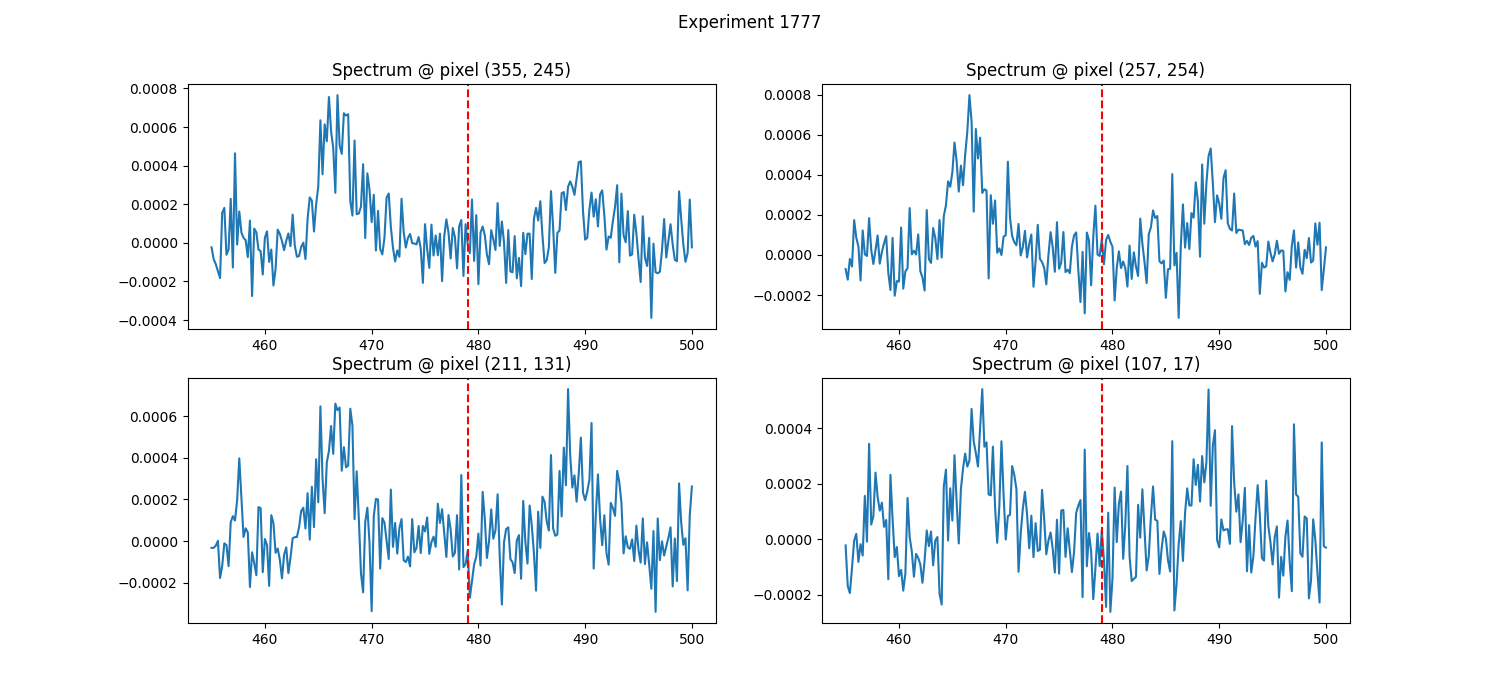 Experiment 1777
Spectrum @ pixel (355, 245)
0.0008
0.0006
0.0004
0.0002
0.0000
−0.0002
−0.0004
460 470 480 490 500
Spectrum @ pixel (257, 254)
0.0008
0.0006
0.0004
0.0002
0.0000
−0.0002
460 470 480 490 500
Spectrum @ pixel (211, 131)
0.0006
0.0004
0.0002
0.0000
−0.0002
460 470 480 490 500
Spectrum @ pixel (107, 17)
0.0004
0.0002
0.0000
−0.0002
460 470 480 490 500